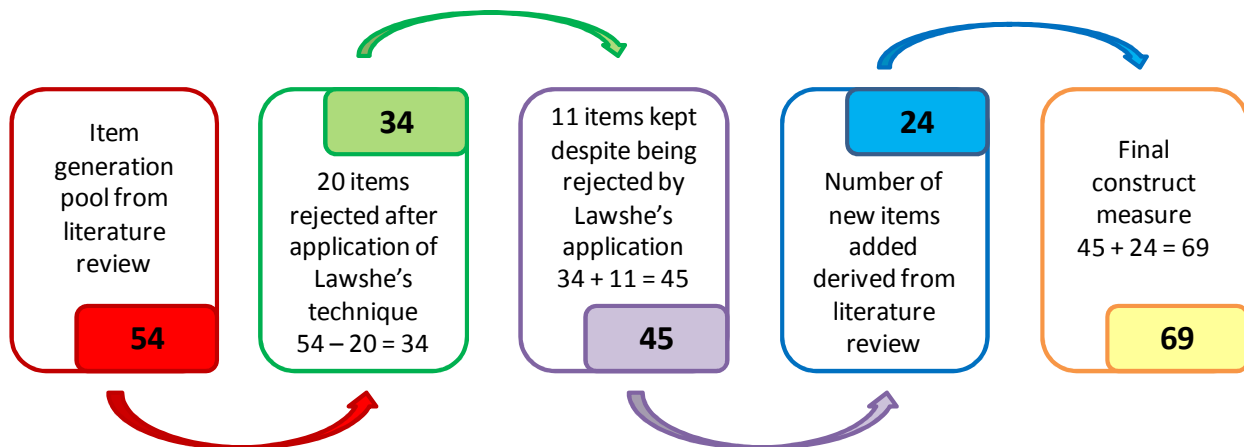 Item
generation
pool from
literature
review
54
34
20 items
rejected after
application of
Lawshe’s
technique
54 – 20 = 34
11 items kept
despite being
rejected by
Lawshe’s
application
34 + 11 = 45
45
24
Number of
new items
added
derived from
literature
review
Final
construct
measure
45 + 24 = 69
69